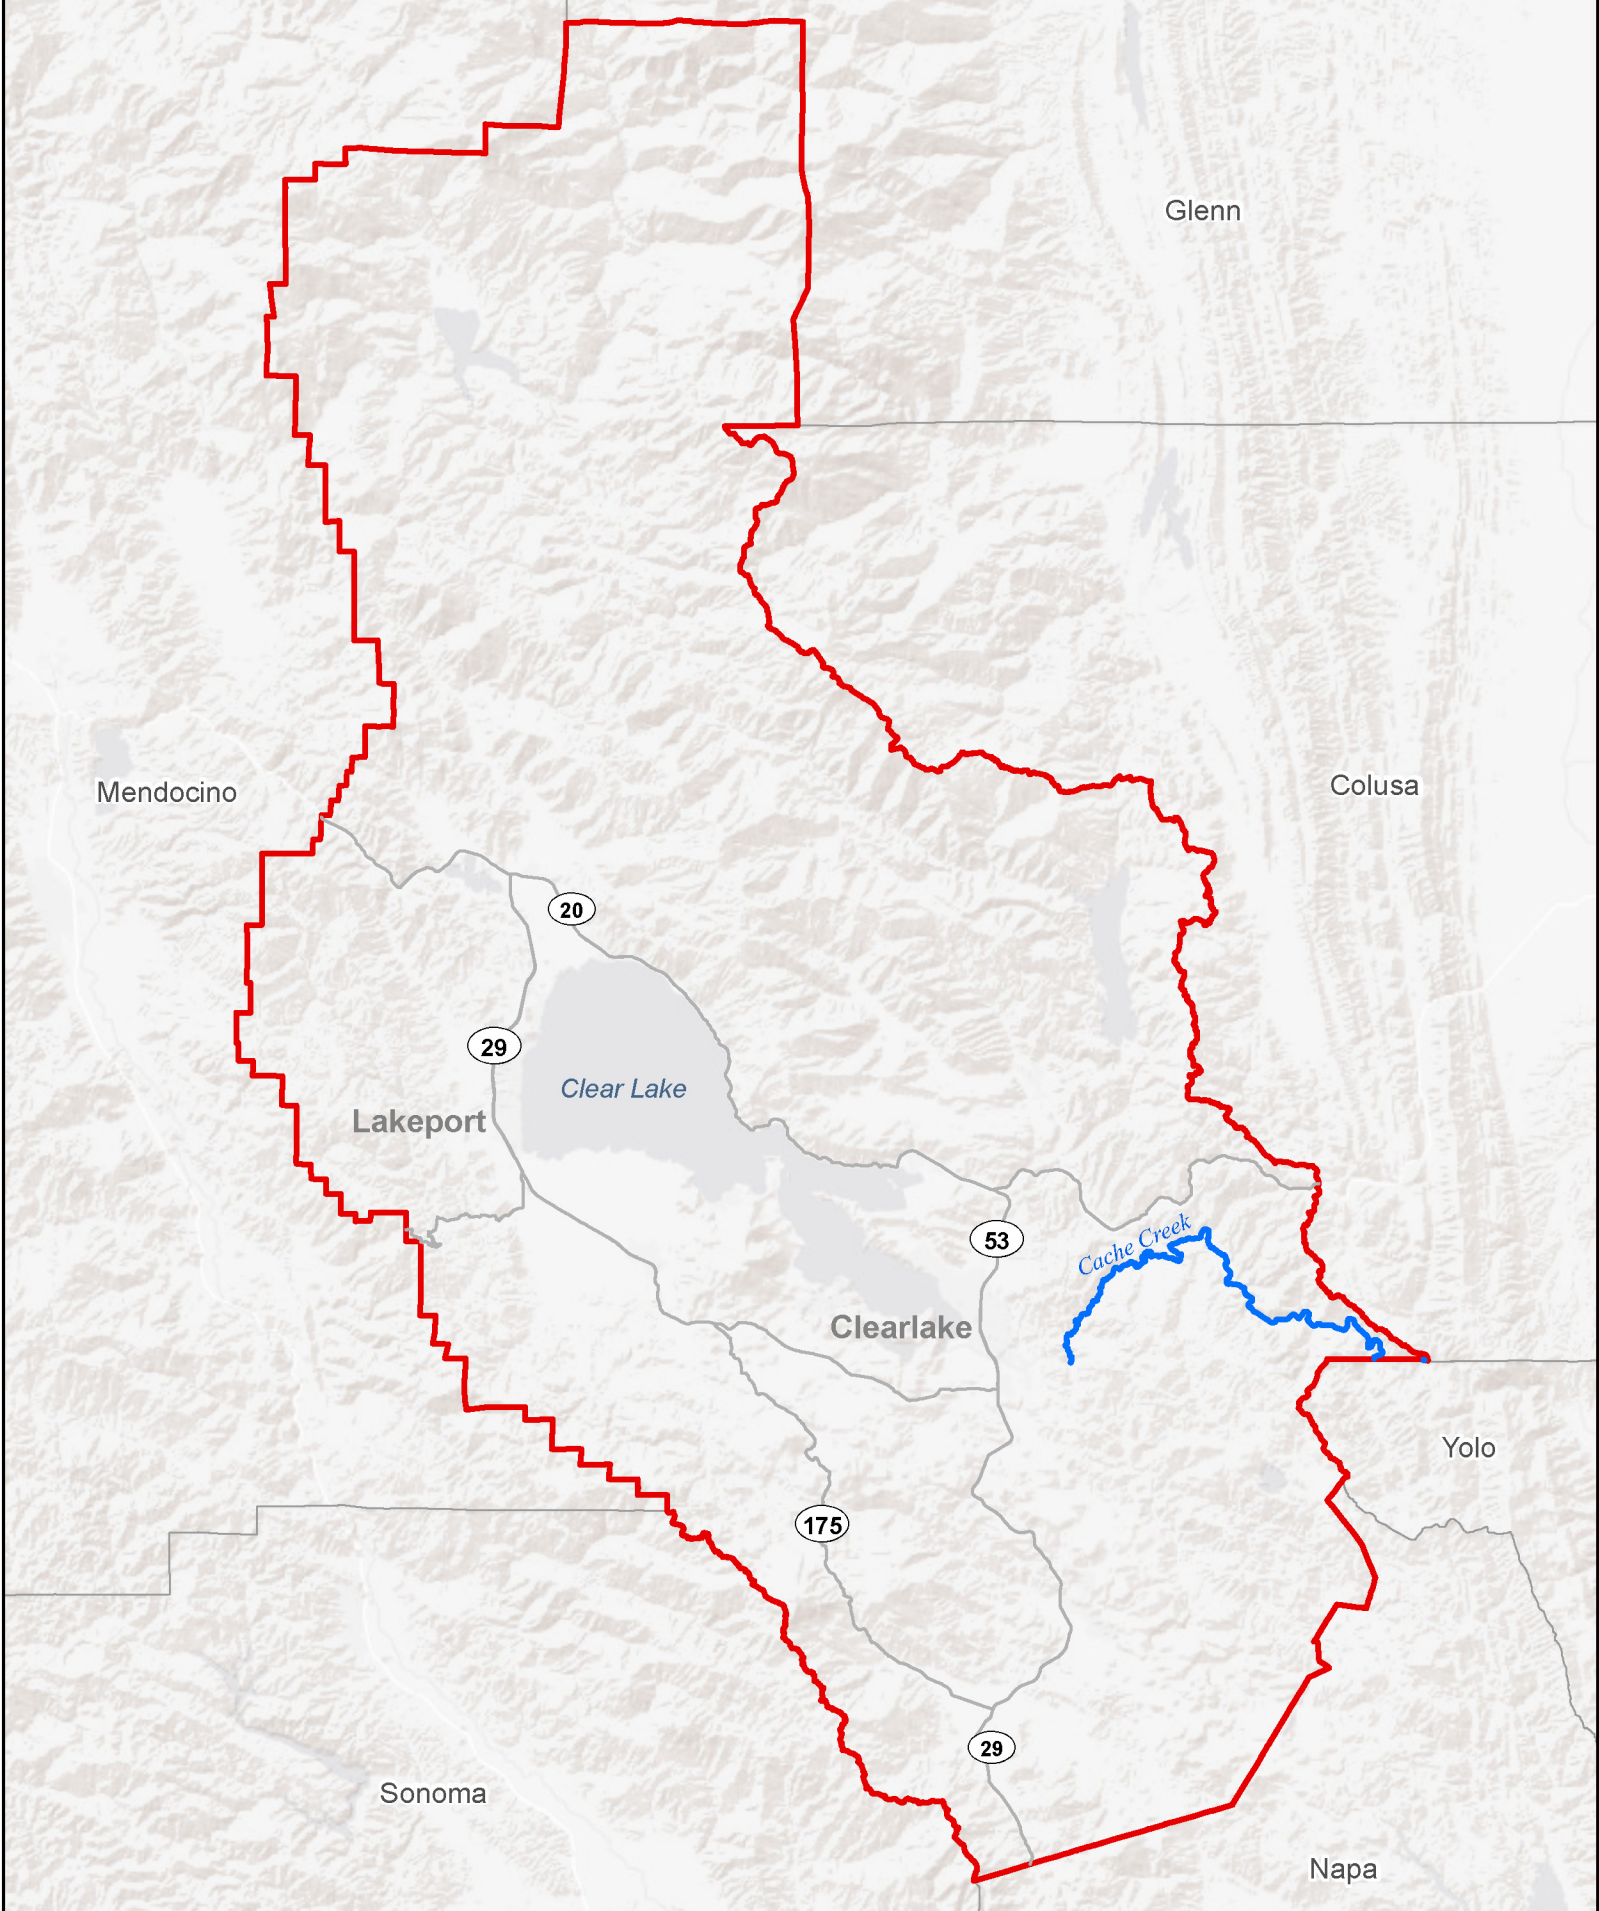 Glenn
Mendocino
Colusa
20
29
Clear Lake
Lakeport
53
Cache Creek
Clearlake
Yolo
175
29
Sonoma
Napa